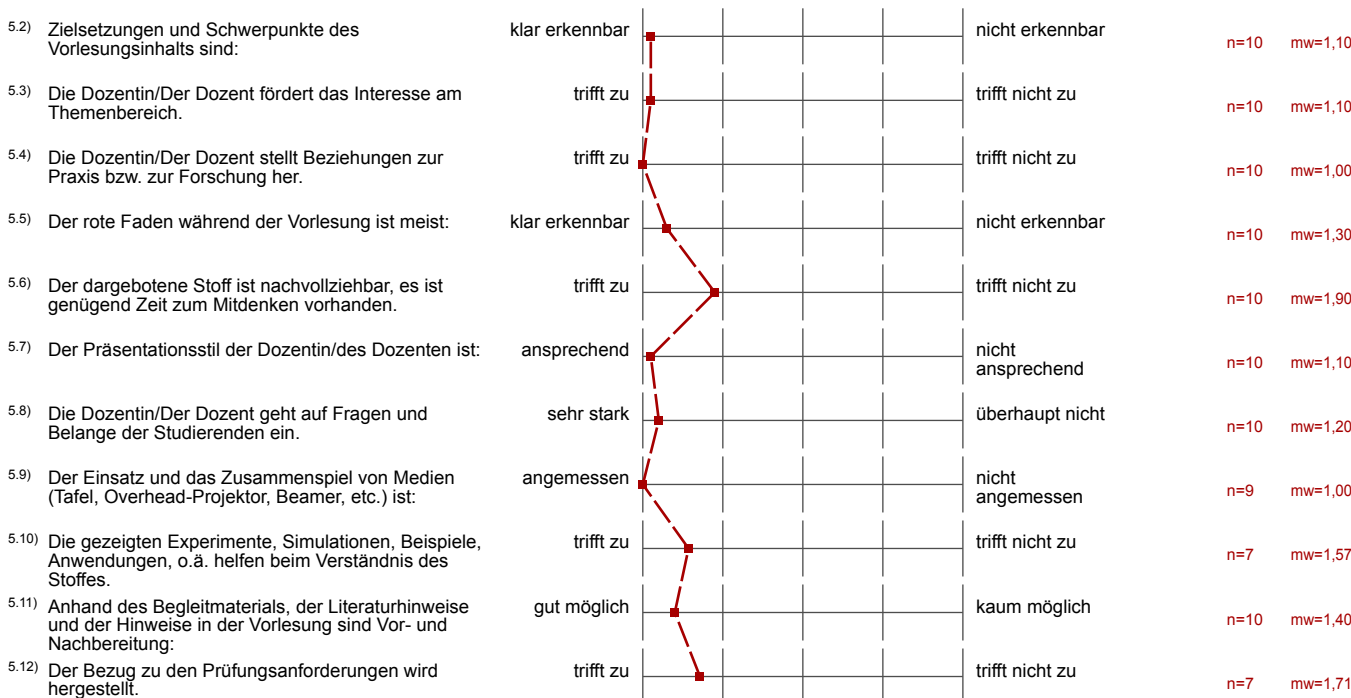 5.2) Zielsetzungen und Schwerpunkte des Vorlesungsinhalts sind: klar erkennbar nicht erkennbar n=10 mw=1,10
5.3) Die Dozentin/Der Dozent fördert das Interesse am Themenbereich. trifft zu trifft nicht zu n=10 mw=1,10
5.4) Die Dozentin/Der Dozent stellt Beziehungen zur Praxis bzw. zur Forschung her. trifft zu trifft nicht zu n=10 mw=1,00
5.5) Der rote Faden während der Vorlesung ist meist: klar erkennbar nicht erkennbar n=10 mw=1,30
5.6) Der dargebotene Stoff ist nachvollziehbar, es ist genügend Zeit zum Mitdenken vorhanden. trifft zu trifft nicht zu n=10 mw=1,90
5.7) Der Präsentationsstil der Dozentin/des Dozenten ist: ansprechend nicht ansprechend n=10 mw=1,10
5.8) Die Dozentin/Der Dozent geht auf Fragen und Belange der Studierenden ein. sehr stark überhaupt nicht n=10 mw=1,20
5.9) Der Einsatz und das Zusammenspiel von Medien (Tafel, Overhead-Projektor, Beamer, etc.) ist: angemessen nicht angemessen n=9 mw=1,00
5.10) Die gezeigten Experimente, Simulationen, Beispiele, Anwendungen, o.ä. helfen beim Verständnis des Stoffes. trifft zu trifft nicht zu n=7 mw=1,57
5.11) Anhand des Begleitmaterials, der Literaturhinweise und der Hinweise in der Vorlesung sind Vor- und Nachbereitung: gut möglich kaum möglich n=10 mw=1,40
5.12) Der Bezug zu den Prüfungsanforderungen wird hergestellt. trifft zu trifft nicht zu n=7 mw=1,71